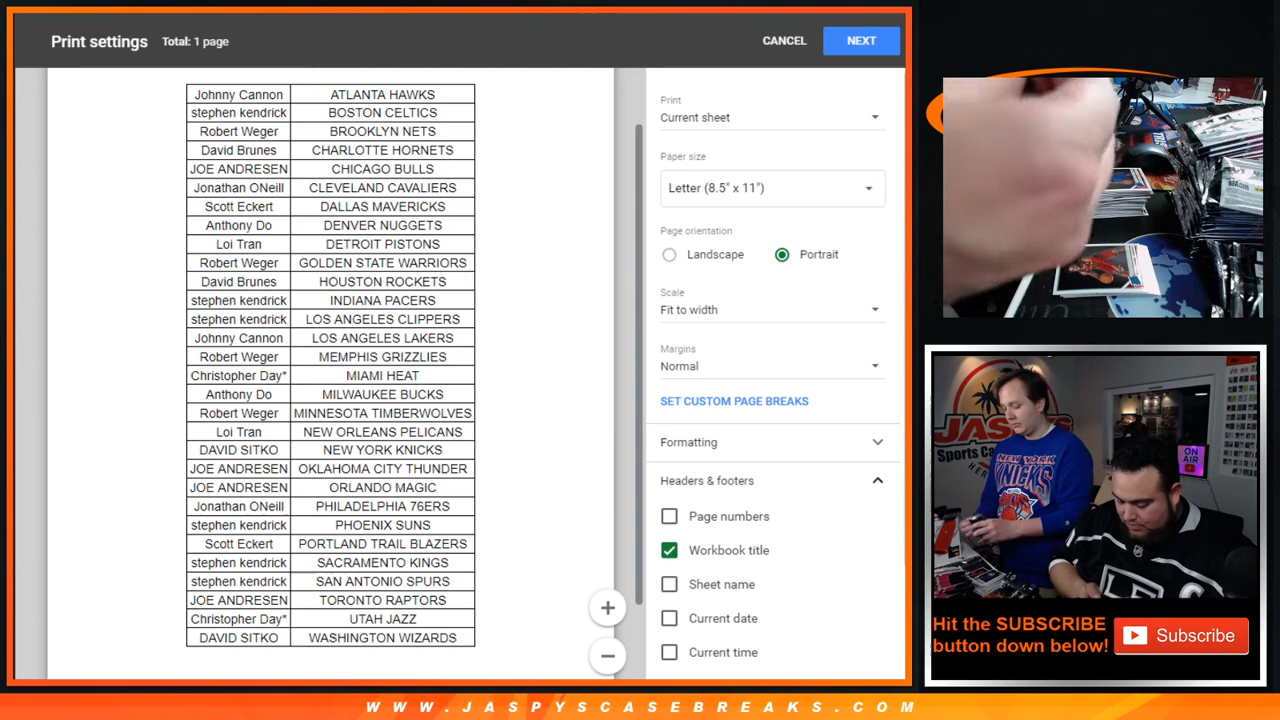 Print settings Total: 1 page CANCEL NEXT
Johnny Cannon ATLANTA HAWKS
stephen kendrick BOSTON CELTICS
Robert Weger BROOKLYN NETS
David Brunes CHARLOTTE HORNETS
JOE ANDRESEN CHICAGO BULLS
Jonathan ONeill CLEVELAND CAVALIERS
Scott Eckert DALLAS MAVERICKS
Anthony Do DENVER NUGGETS
Loi Tran DETROIT PISTONS
Robert Weger GOLDEN STATE WARRIORS
David Brunes HOUSTON ROCKETS
stephen kendrick INDIANA PACERS
stephen kendrick LOS ANGELES CLIPPERS
Johnny Cannon LOS ANGELES LAKERS
Robert Weger MEMPHIS GRIZZLIES
Christopher Day* MIAMI HEAT
Anthony Do MILWAUKEE BUCKS
Robert Weger MINNESOTA TIMBERWOLVES
Loi Tran NEW ORLEANS PELICANS
DAVID SITKO NEW YORK KNICKS
JOE ANDRESEN OKLAHOMA CITY THUNDER
JOE ANDRESEN ORLANDO MAGIC
Jonathan ONeill PHILADELPHIA 76ERS
stephen kendrick PHOENIX SUNS
Scott Eckert PORTLAND TRAIL BLAZERS
stephen kendrick SACRAMENTO KINGS
stephen kendrick SAN ANTONIO SPURS
JOE ANDRESEN TORONTO RAPTORS
Christopher Day* UTAH JAZZ
DAVID SITKO WASHINGTON WIZARDS
Print
Current sheet
Paper size
Letter (8.5" x 11")
Page orientation
Landscape Portrait
Scale
Fit to width
Margins
Normal
SET CUSTOM PAGE BREAKS
Formatting
Headers & footers
Page numbers
Workbook title
Sheet name
Current date
Current time
ON
AIR
NEW YORK
KNICKS
Hit the SUBSCRIBE
button down below!
Subscribe
WWW.JASPYSCASEBREAKS.COM